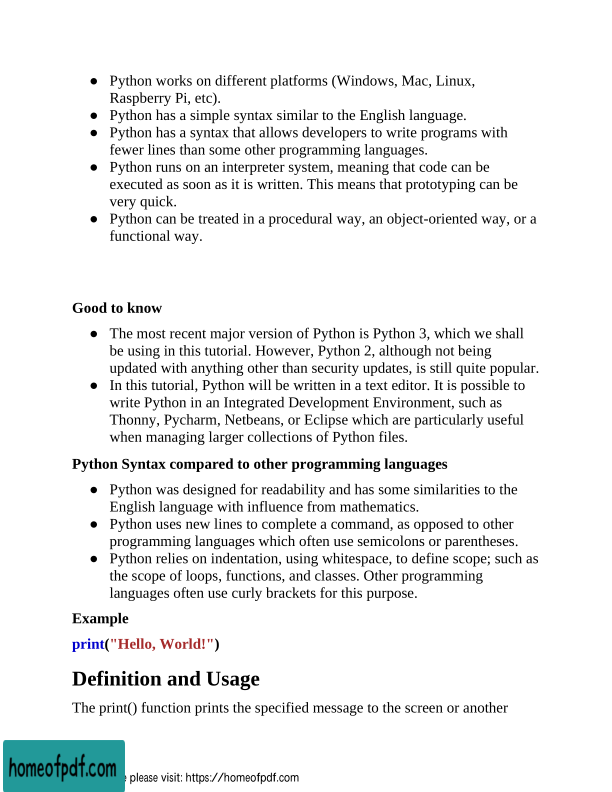 ● Python works on different platforms (Windows, Mac, Linux,
Raspberry Pi, etc).
● Python has a simple syntax similar to the English language.
● Python has a syntax that allows developers to write programs with
fewer lines than some other programming languages.
● Python runs on an interpreter system, meaning that code can be
executed as soon as it is written. This means that prototyping can be
very quick.
● Python can be treated in a procedural way, an object-oriented way, or a
functional way.
Good to know
● The most recent major version of Python is Python 3, which we shall
be using in this tutorial. However, Python 2, although not being
updated with anything other than security updates, is still quite popular.
● In this tutorial, Python will be written in a text editor. It is possible to
write Python in an Integrated Development Environment, such as
Thonny, Pycharm, Netbeans, or Eclipse which are particularly useful
when managing larger collections of Python files.
Python Syntax compared to other programming languages
● Python was designed for readability and has some similarities to the
English language with influence from mathematics.
● Python uses new lines to complete a command, as opposed to other
programming languages which often use semicolons or parentheses.
● Python relies on indentation, using whitespace, to define scope; such as
the scope of loops, functions, and classes. Other programming
languages often use curly brackets for this purpose.
Example
print("Hello, World!")
Definition and Usage
The print() function prints the specified message to the screen or another
homeofpdf.com
please visit: https://homeofpdf.com